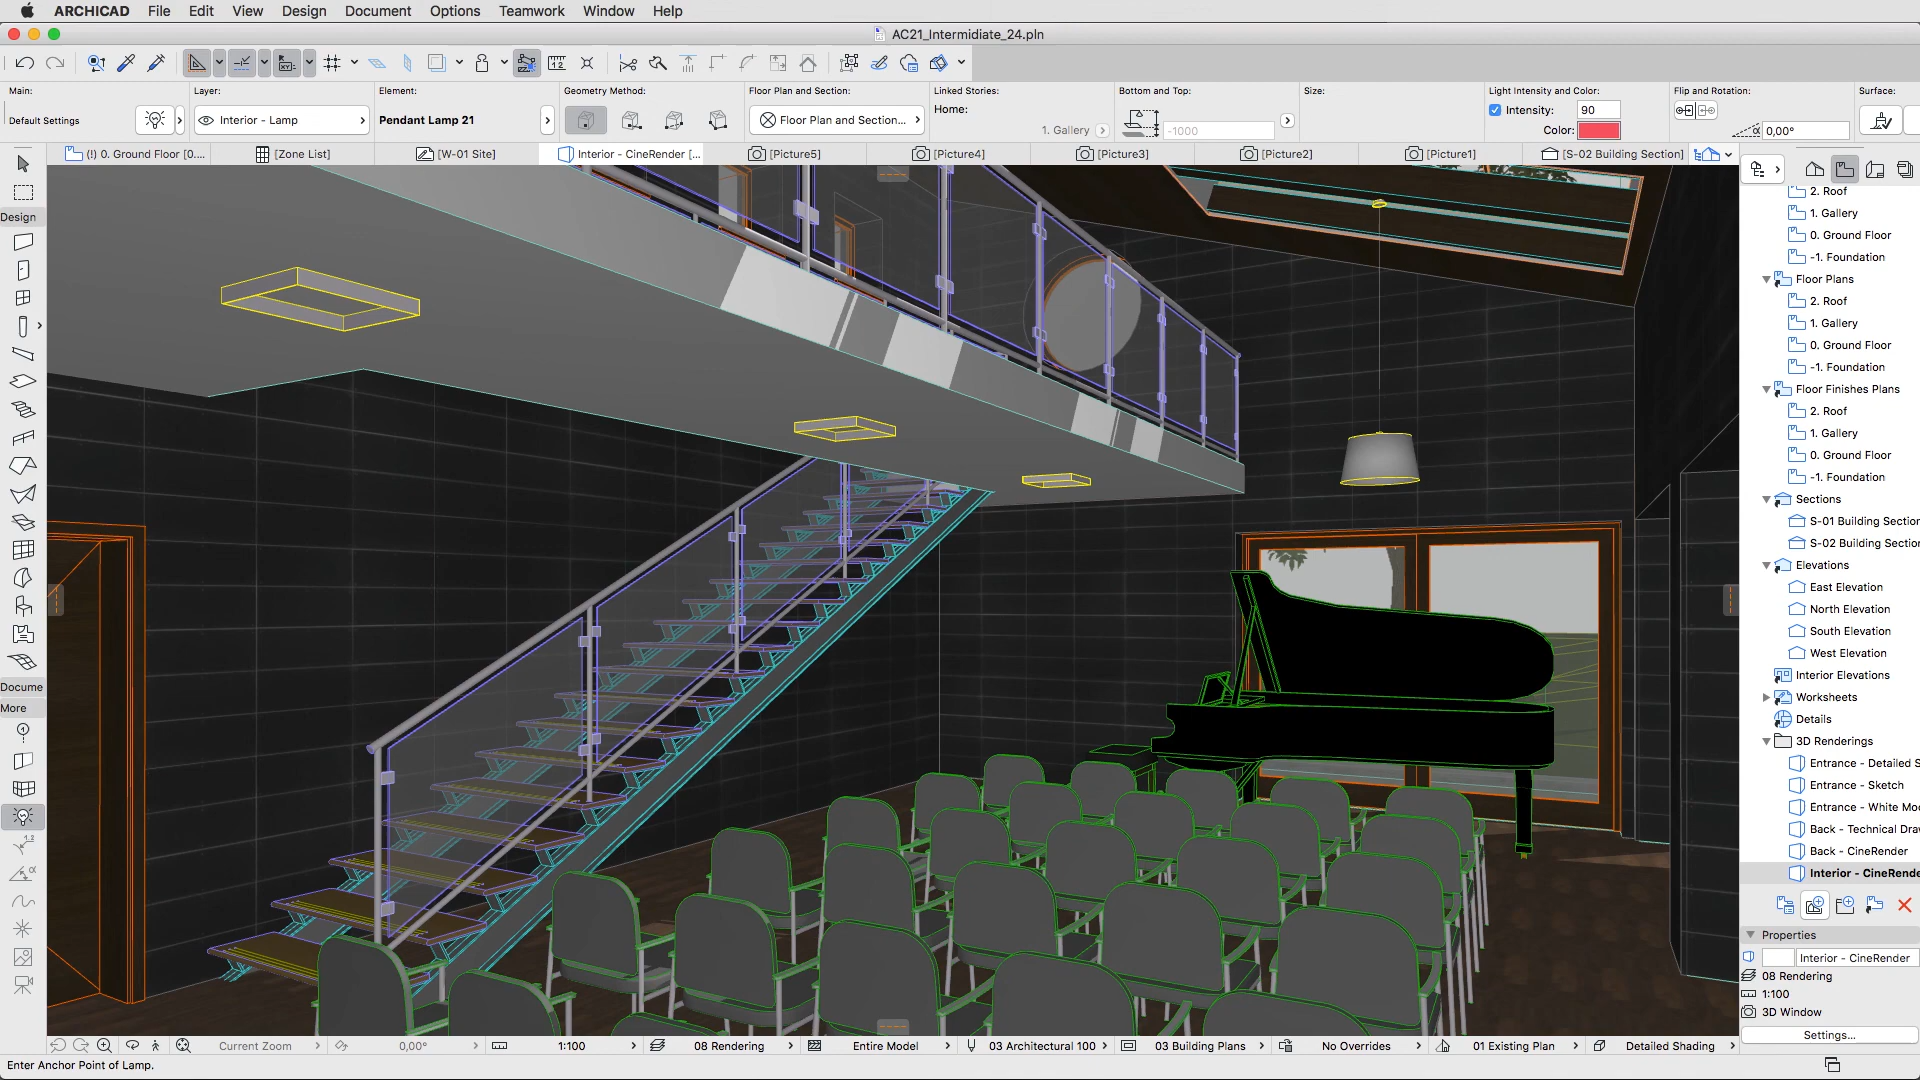 ARCHICAD File Edit View Design Document Options Teamwork Window Help
AC21_Intermidiate_24.pln
Main:
Default Settings
Layer:
Interior - Lamp
Element:
Pendant Lamp 21
Geometry Method:
Floor Plan and Section:
Floor Plan and Section...
Linked Stories:
Home:
1. Gallery
Bottom and Top:
-1000
Size:
Light Intensity and Color:
Intensity: 90
Color:
Flip and Rotation:
0,00°
Surface:
(!) 0. Ground Floor [0....
[Zone List]
[W-01 Site]
Interior - CineRender [...
[Picture5]
[Picture4]
[Picture3]
[Picture2]
[Picture1]
[S-02 Building Section]
Design
Docume
More
2. Roof
1. Gallery
0. Ground Floor
-1. Foundation
Floor Plans
2. Roof
1. Gallery
0. Ground Floor
-1. Foundation
Floor Finishes Plans
2. Roof
1. Gallery
0. Ground Floor
-1. Foundation
Sections
S-01 Building Section
S-02 Building Section
Elevations
East Elevation
North Elevation
South Elevation
West Elevation
Interior Elevations
Worksheets
Details
3D Renderings
Entrance - Detailed S
Entrance - Sketch
Entrance - White Mo
Back - Technical Dra
Back - CineRender
Interior - CineRende
Properties
Interior - CineRender
08 Rendering
1:100
3D Window
Settings...
Current Zoom
0,00°
1:100
08 Rendering
Entire Model
03 Architectural 100
03 Building Plans
No Overrides
01 Existing Plan
Detailed Shading
Enter Anchor Point of Lamp.